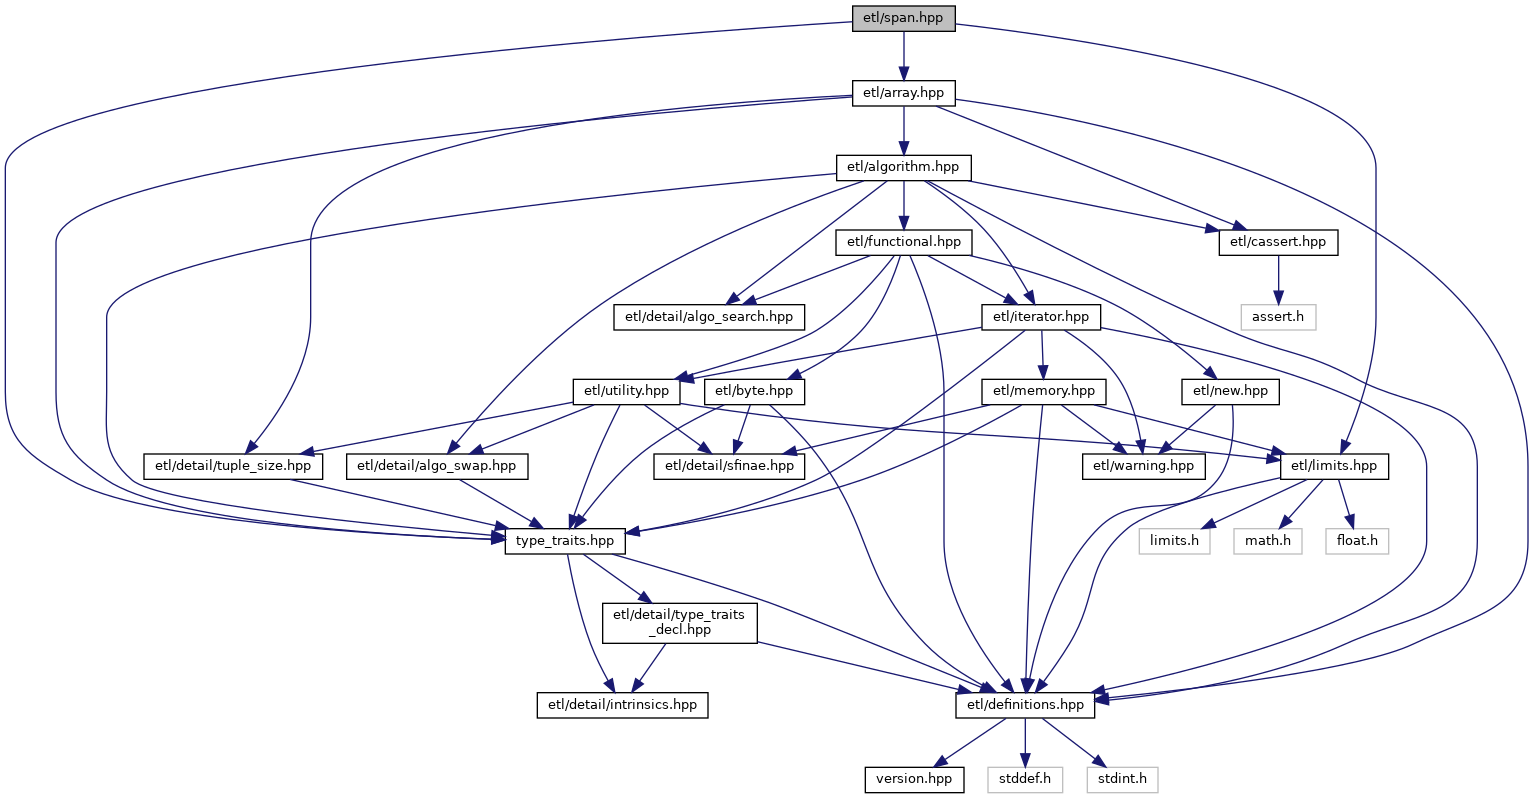 etl/span.hpp
etl/array.hpp
etl/algorithm.hpp
etl/functional.hpp
etl/cassert.hpp
etl/detail/algo_search.hpp
etl/iterator.hpp
assert.h
etl/utility.hpp
etl/byte.hpp
etl/memory.hpp
etl/new.hpp
etl/detail/tuple_size.hpp
etl/detail/algo_swap.hpp
etl/detail/sfinae.hpp
etl/warning.hpp
etl/limits.hpp
type_traits.hpp
limits.h
math.h
float.h
etl/detail/type_traits
_decl.hpp
etl/detail/intrinsics.hpp
etl/definitions.hpp
version.hpp
stddef.h
stdint.h